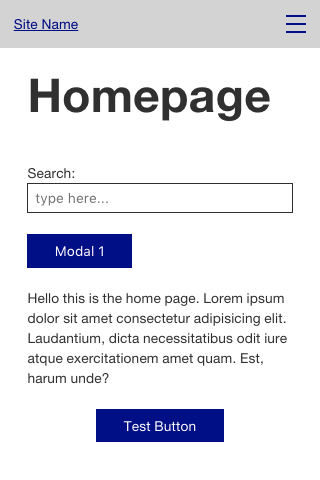 Site Name
Homepage
Search:
type here...
Modal 1
Hello this is the home page. Lorem ipsum
dolor sit amet consectetur adipisicing elit.
Laudantium, dicta necessitatibus odit iure
atque exercitationem amet quam. Est,
harum unde?
Test Button